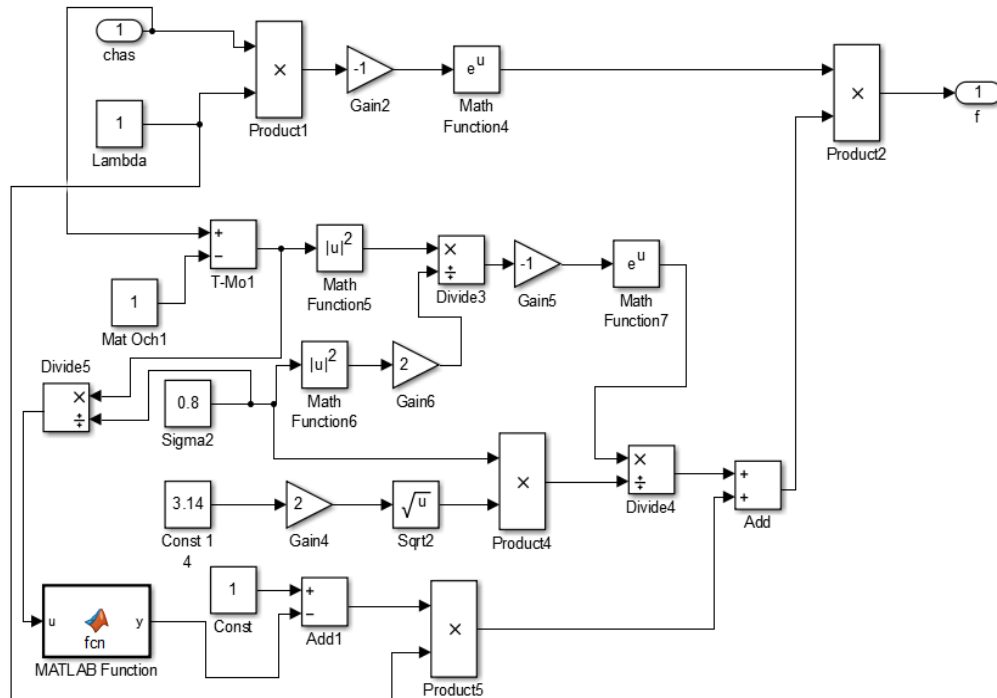 1
chas
×
Product1
-1
Gain2
e^u
Math
Function4
×
Product2
1
f
1
Lambda
+
−
T-Mo1
1
Mat Och1
|u|^2
Math
Function5
×
÷
Divide3
-1
Gain5
e^u
Math
Function7
Divide5
×
÷
0.8
Sigma2
|u|^2
Math
Function6
2
Gain6
×
Product4
×
÷
Divide4
+
+
Add
3.14
Const 1
4
2
Gain4
√u
Sqrt2
u
fcn
y
MATLAB Function
1
Const
+
−
Add1
×
Product5